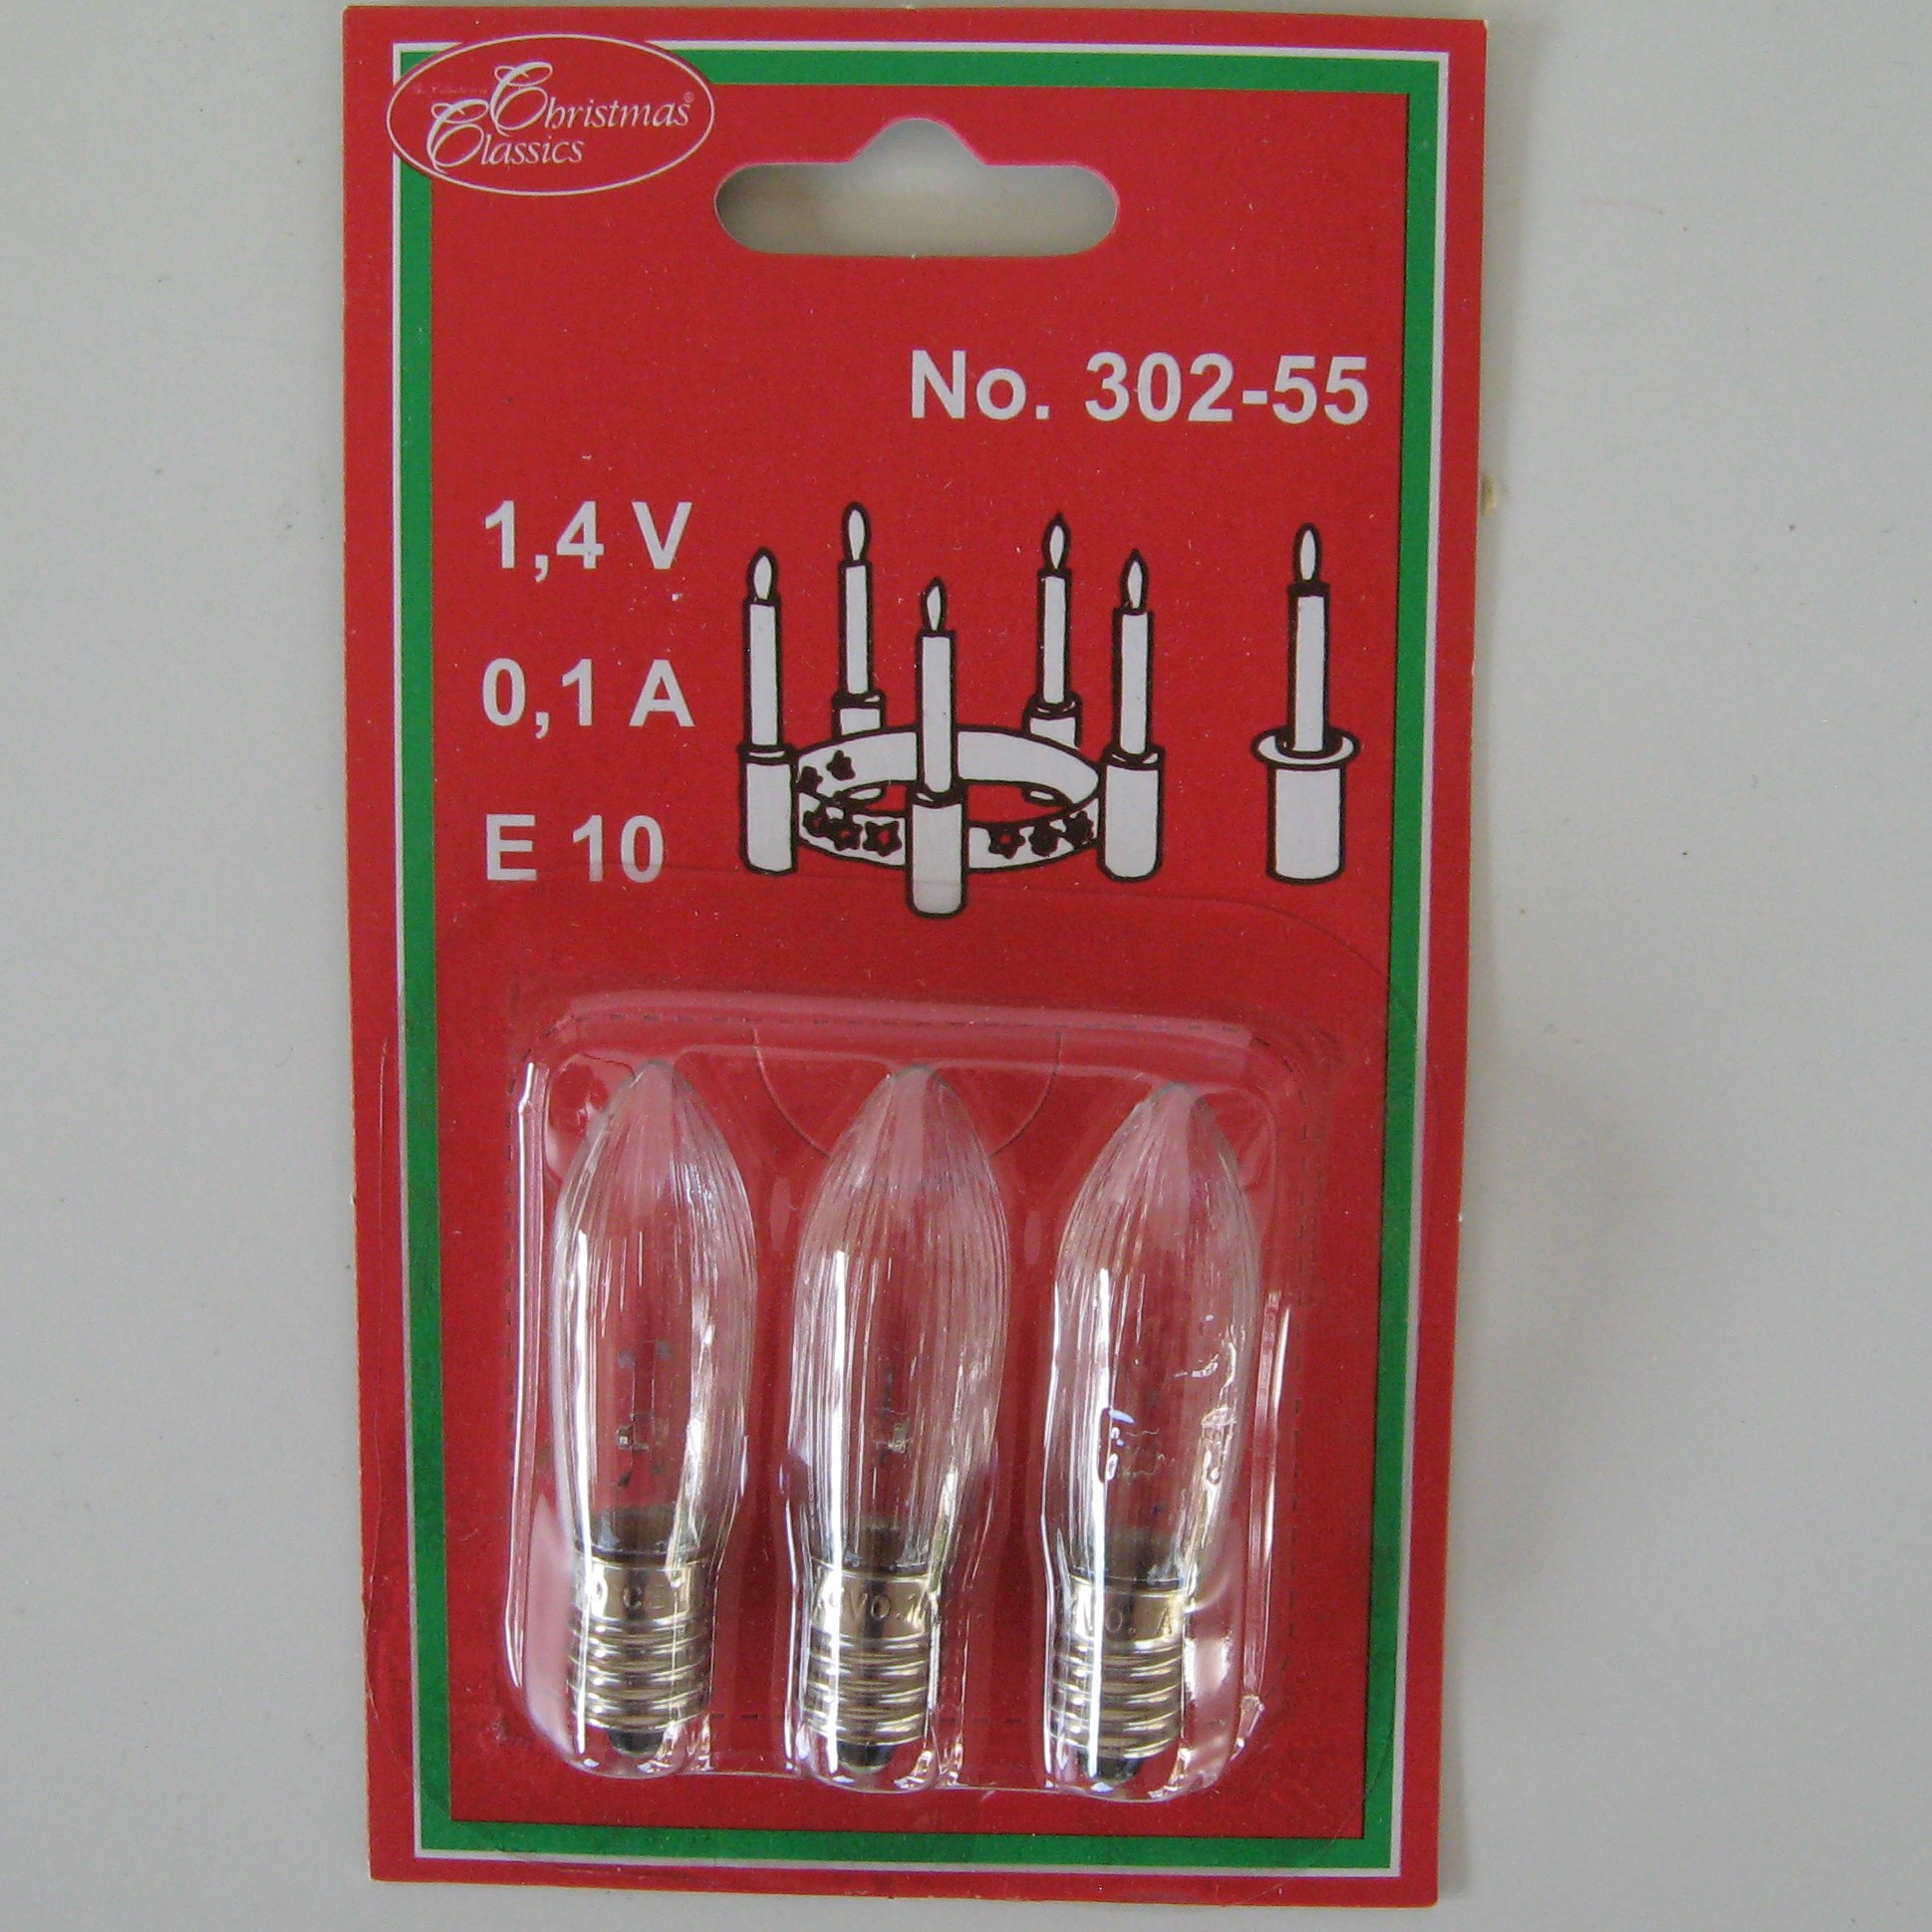 Christmas®
Classics
No. 302-55
1,4 V
0,1 A
E 10